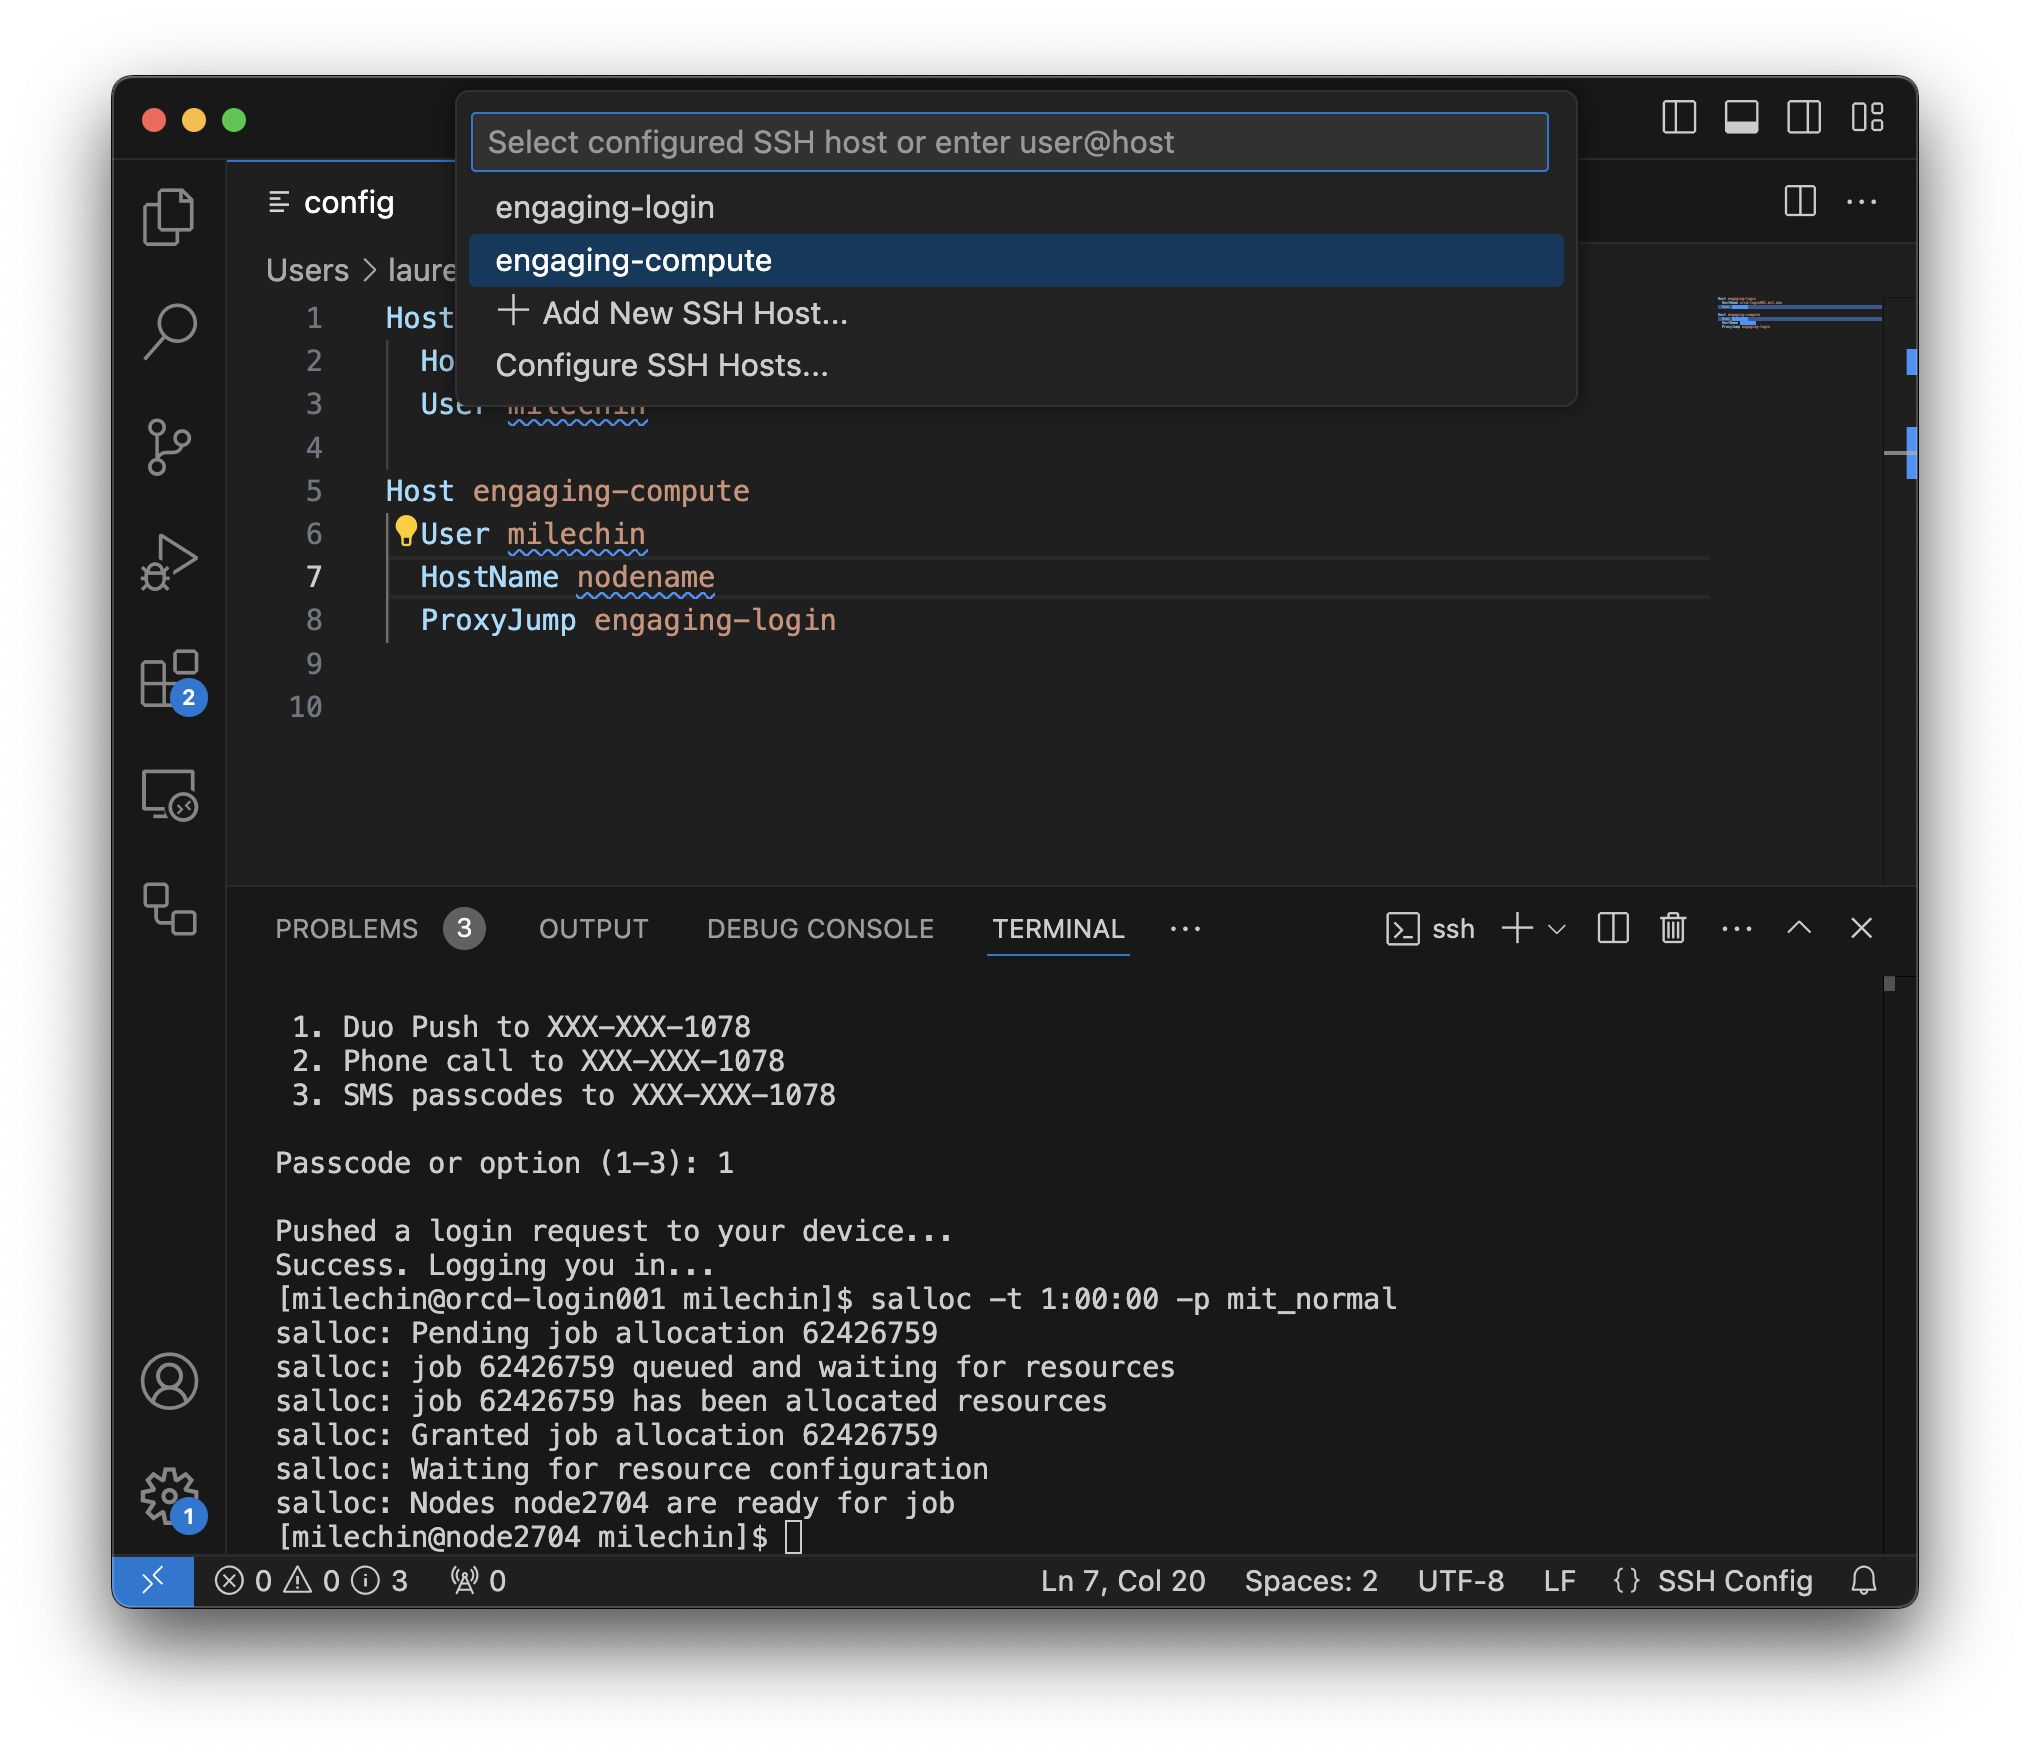 Select configured SSH host or enter user@host
engaging-login
engaging-compute
Add New SSH Host...
Configure SSH Hosts...
config
Users > laure
1 Host
2 Ho
3 User milechin
4
5 Host engaging-compute
6 User milechin
7 HostName nodename
8 ProxyJump engaging-login
9
10
2
1
PROBLEMS 3 OUTPUT DEBUG CONSOLE TERMINAL ... ssh
1. Duo Push to XXX-XXX-1078
2. Phone call to XXX-XXX-1078
3. SMS passcodes to XXX-XXX-1078
Passcode or option (1-3): 1
Pushed a login request to your device...
Success. Logging you in...
[milechin@orcd-login001 milechin]$ salloc -t 1:00:00 -p mit_normal
salloc: Pending job allocation 62426759
salloc: job 62426759 queued and waiting for resources
salloc: job 62426759 has been allocated resources
salloc: Granted job allocation 62426759
salloc: Waiting for resource configuration
salloc: Nodes node2704 are ready for job
[milechin@node2704 milechin]$
0 0 3 0 Ln 7, Col 20 Spaces: 2 UTF-8 LF {} SSH Config